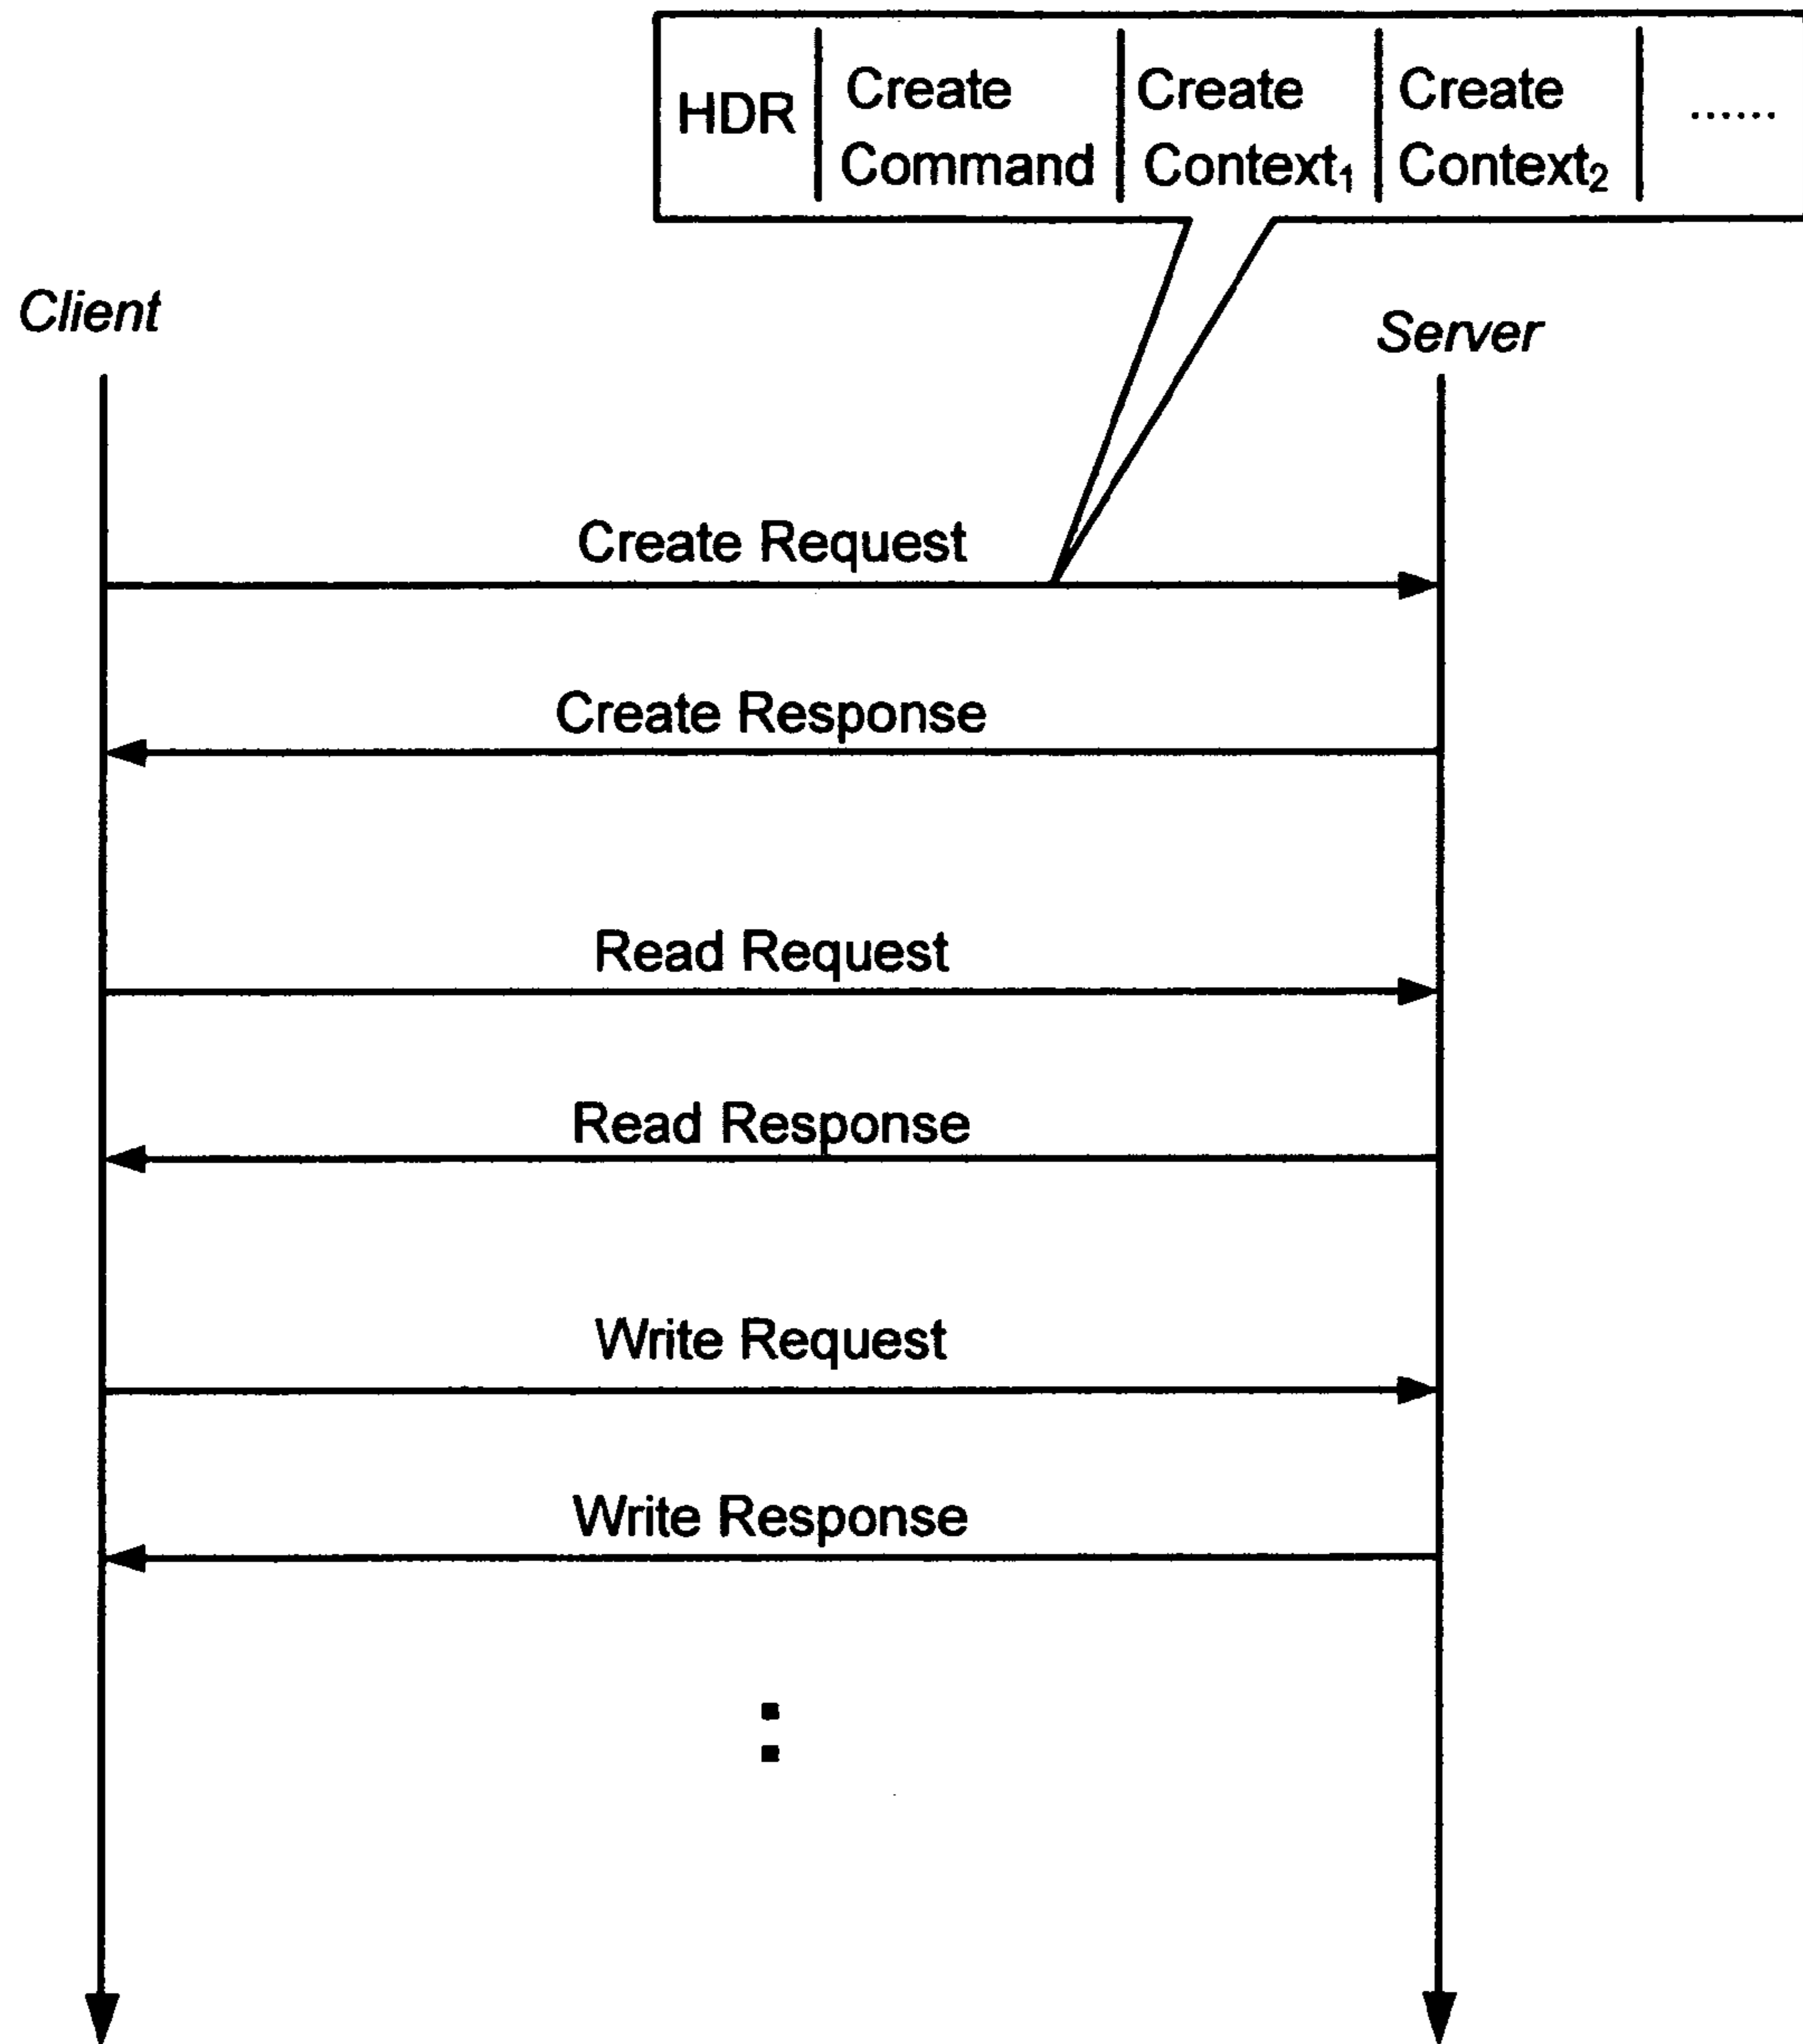 HDR
Create
Command
Create
Context₁
Create
Context₂
......
Client
Server
Create Request
Create Response
Read Request
Read Response
Write Request
Write Response